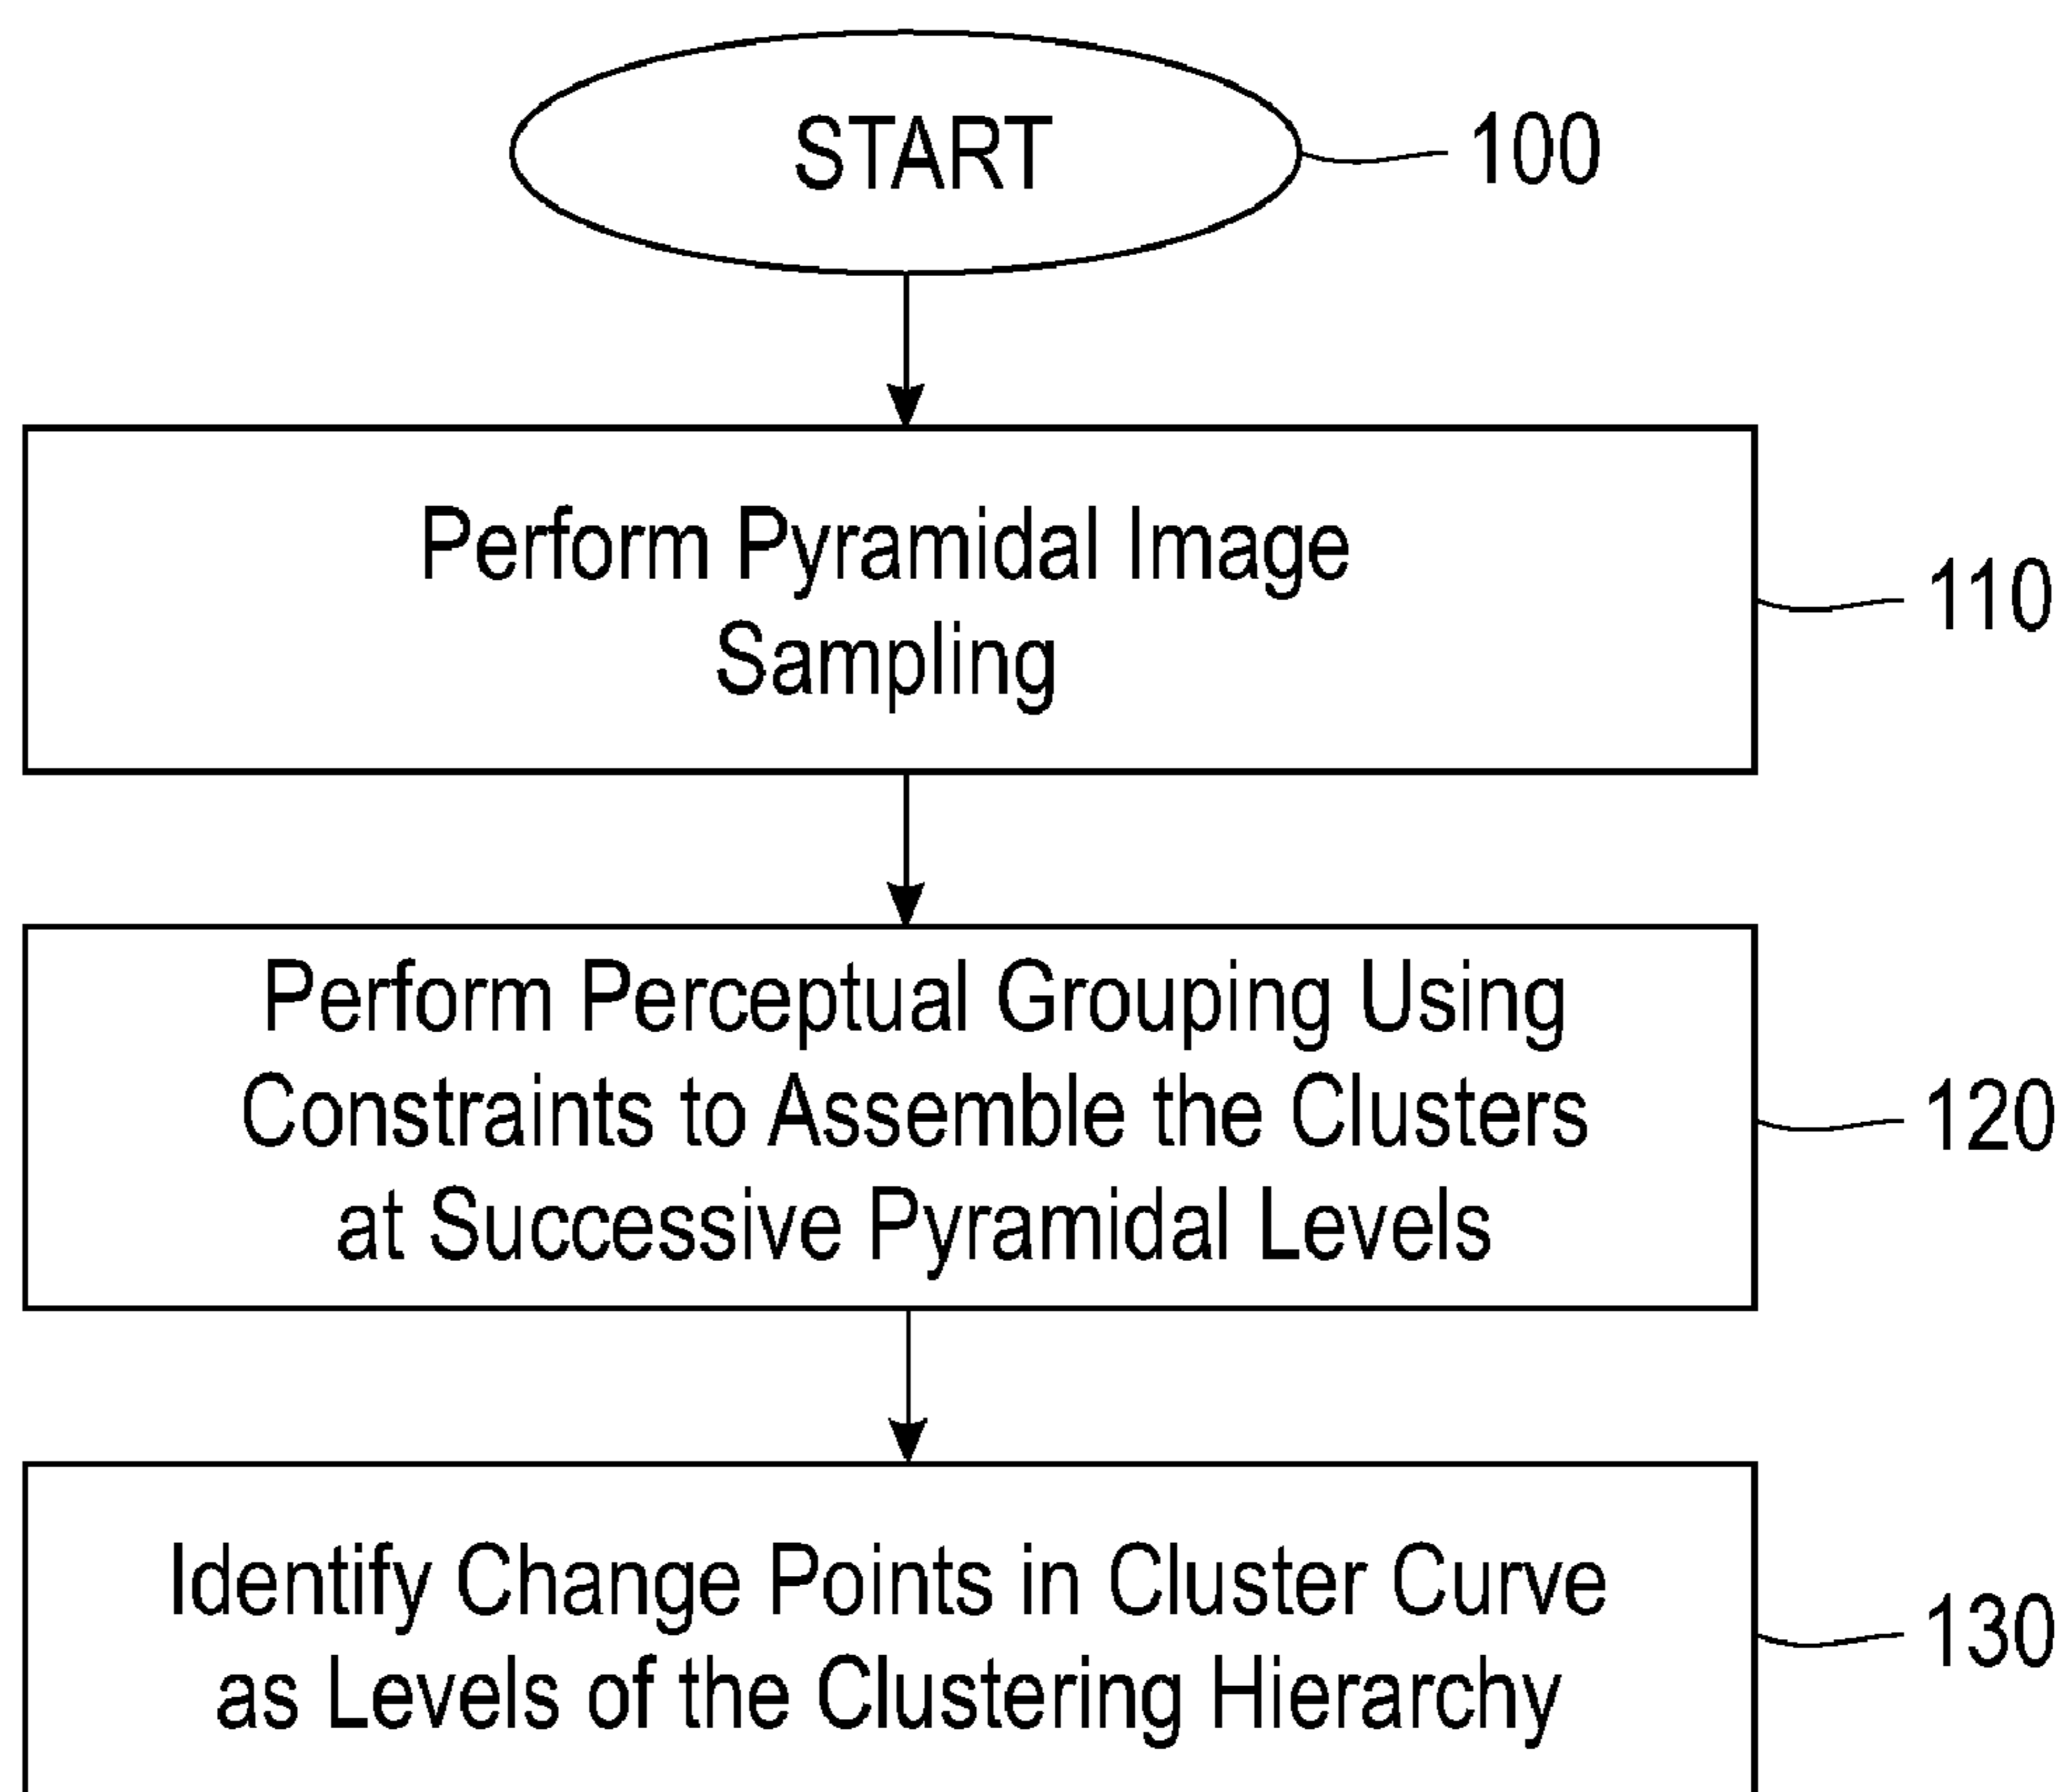 START
100
Perform Pyramidal Image
Sampling
110
Perform Perceptual Grouping Using
Constraints to Assemble the Clusters
at Successive Pyramidal Levels
120
Identify Change Points in Cluster Curve
as Levels of the Clustering Hierarchy
130